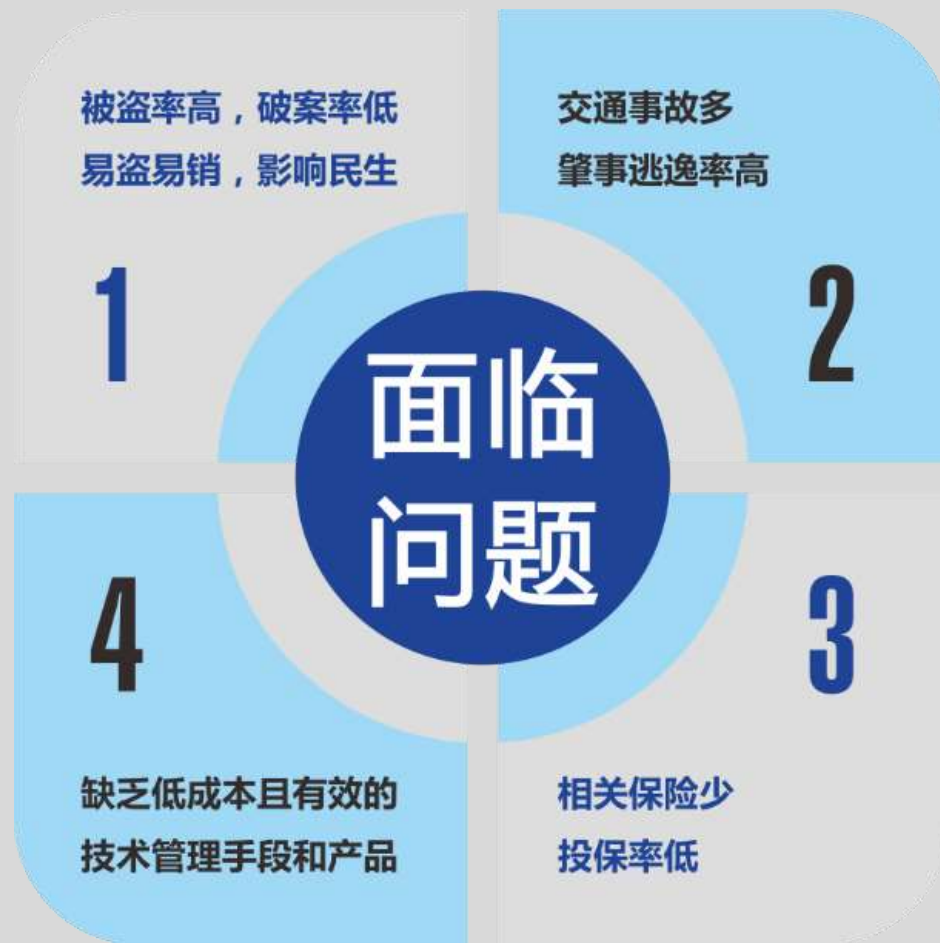 被盗率高，破案率低
易盗易销，影响民生
1
交通事故多
肇事逃逸率高
2
面临
问题
3
相关保险少
投保率低
4
缺乏低成本且有效的
技术管理手段和产品